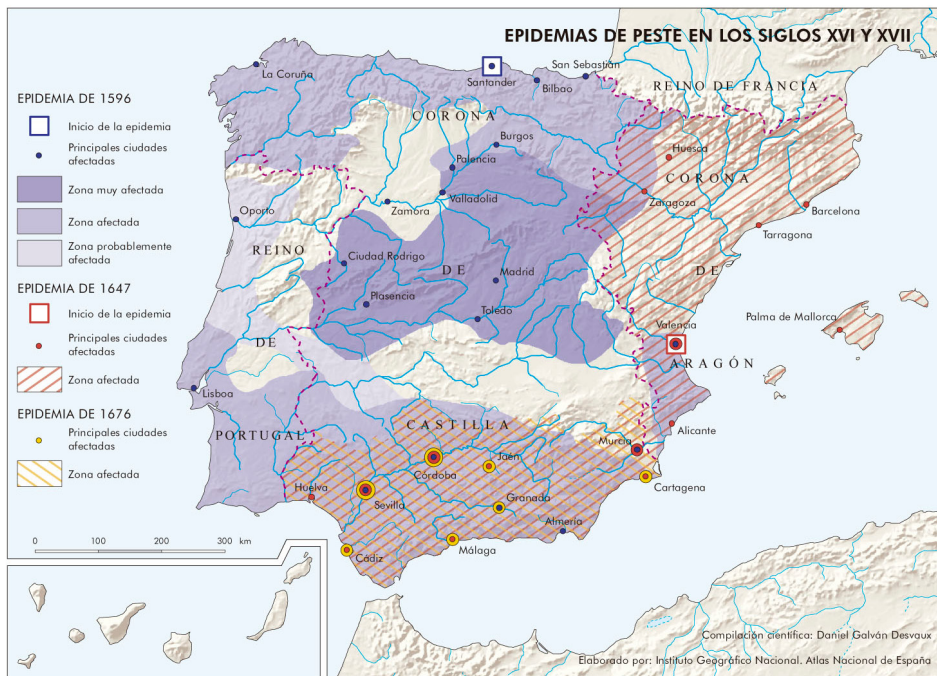 EPIDEMIAS DE PESTE EN LOS SIGLOS XVI Y XVII
EPIDEMIA DE 1596
Inicio de la epidemia
Principales ciudades
afectadas
Zona muy afectada
Zona afectada
Zona probablemente
afectada
EPIDEMIA DE 1647
Inicio de la epidemia
Principales ciudades
afectadas
Zona afectada
EPIDEMIA DE 1676
Principales ciudades
afectadas
Zona afectada
0 100 200 300 km
La Coruña
Santander
San Sebastián
Bilbao
REINO DE FRANCIA
CORONA
Burgos
Palencia
Huesca
CORONA
Valladolid
Zamora
Zaragoza
Barcelona
Oporto
Tarragona
REINO
Ciudad Rodrigo
DE
Madrid
DE
Plasencia
Toledo
Valencia
Palma de Mallorca
DE
ARAGÓN
Lisboa
PORTUGAL
CASTILLA
Alicante
Murcia
Jaén
Córdoba
Cartagena
Huelva
Sevilla
Granada
Almería
Cádiz
Málaga
Compilación científica: Daniel Galván Desvaux
Elaborado por: Instituto Geográfico Nacional. Atlas Nacional de España